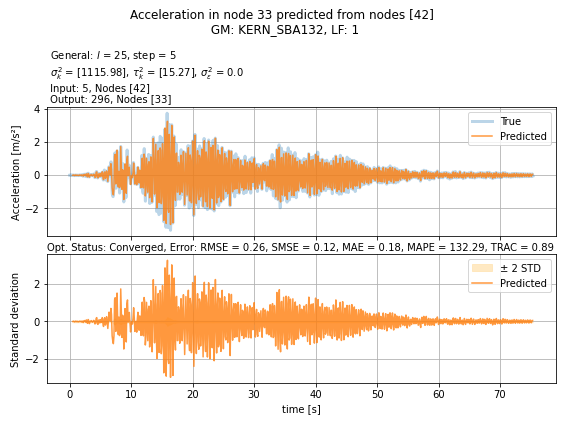 Acceleration in node 33 predicted from nodes [42]
GM: KERN_SBA132, LF: 1
General: l = 25, step = 5
σ²ₖ = [1115.98], τ²ₖ = [15.27], σ²ε = 0.0
Input: 5, Nodes [42]
Output: 296, Nodes [33]
4
2
0
−2
Acceleration [m/s²]
True
Predicted
Opt. Status: Converged, Error: RMSE = 0.26, SMSE = 0.12, MAE = 0.18, MAPE = 132.29, TRAC = 0.89
2
0
−2
Standard deviation
± 2 STD
Predicted
0 10 20 30 40 50 60 70
time [s]